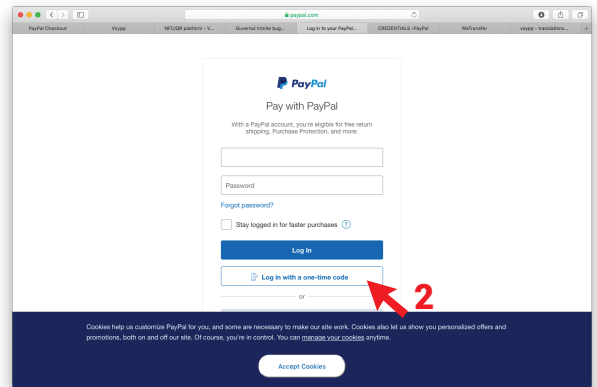 paypal.com
PayPal Checkout
Voypp
NFC/QR platform - V...
Guvernul trimite bug...
Log in to your PayPal...
CREDENTIALS -PayPal
WeTransfer
voypp - translations...
PayPal
Pay with PayPal
With a PayPal account, you're eligible for free return
shipping, Purchase Protection, and more.
Password
Forgot password?
Stay logged in for faster purchases ?
Log In
Log in with a one-time code
or
2
Cookies help us customize PayPal for you, and some are necessary to make our site work. Cookies also let us show you personalized offers and
promotions, both on and off our site. Of course, you're in control. You can manage your cookies anytime.
Accept Cookies